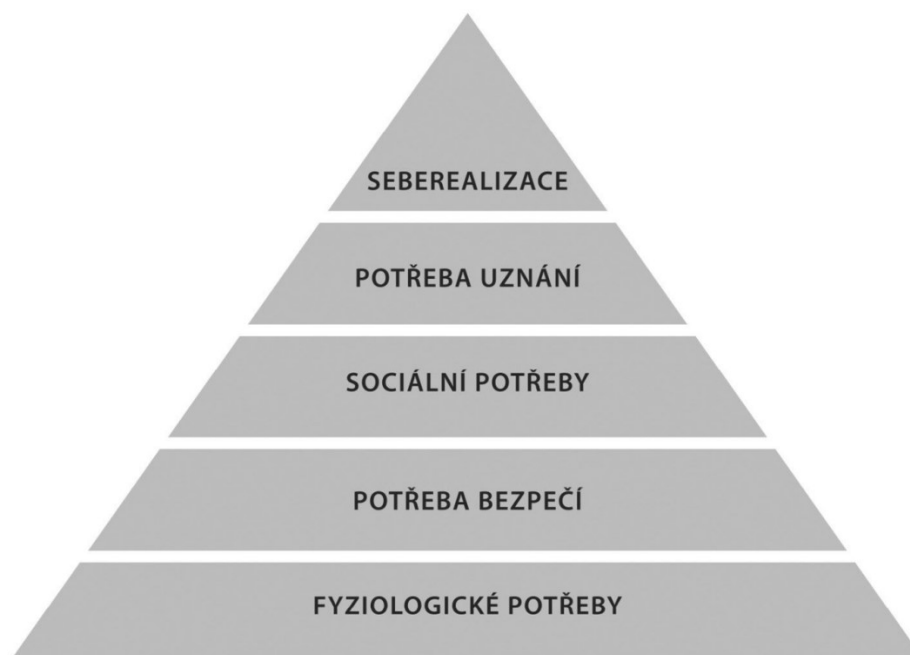 SEBEREALIZACE
POTŘEBA UZNÁNÍ
SOCIÁLNÍ POTŘEBY
POTŘEBA BEZPEČÍ
FYZIOLOGICKÉ POTŘEBY